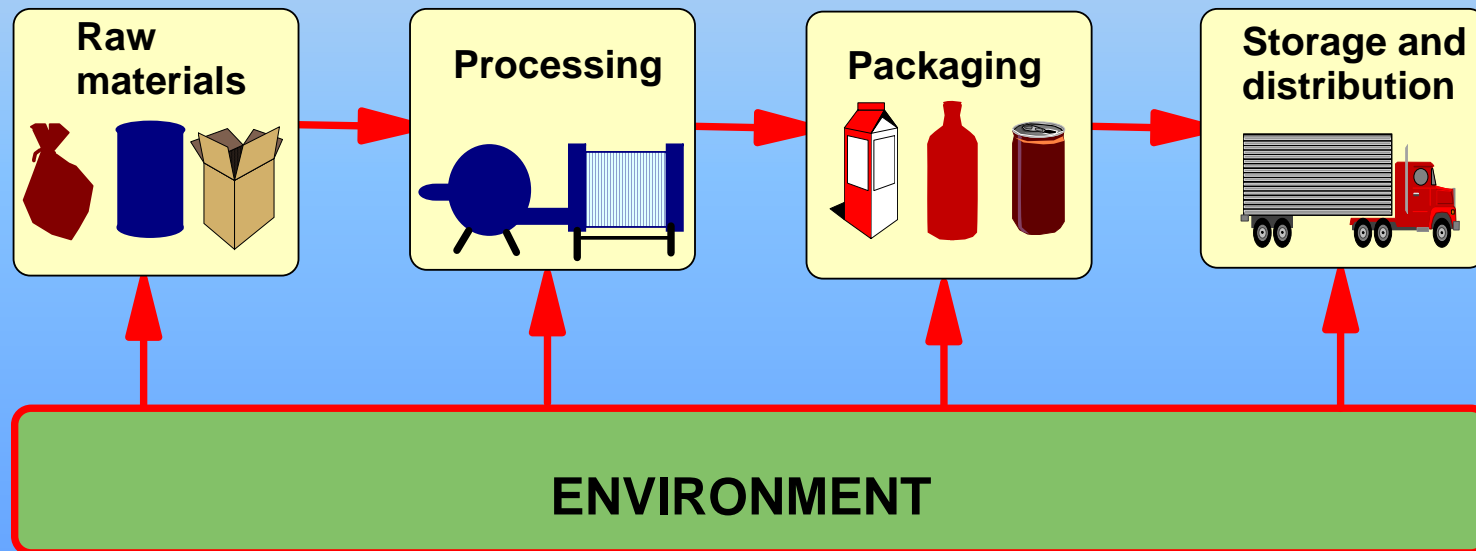 Raw
materials
Processing
Packaging
Storage and
distribution
ENVIRONMENT